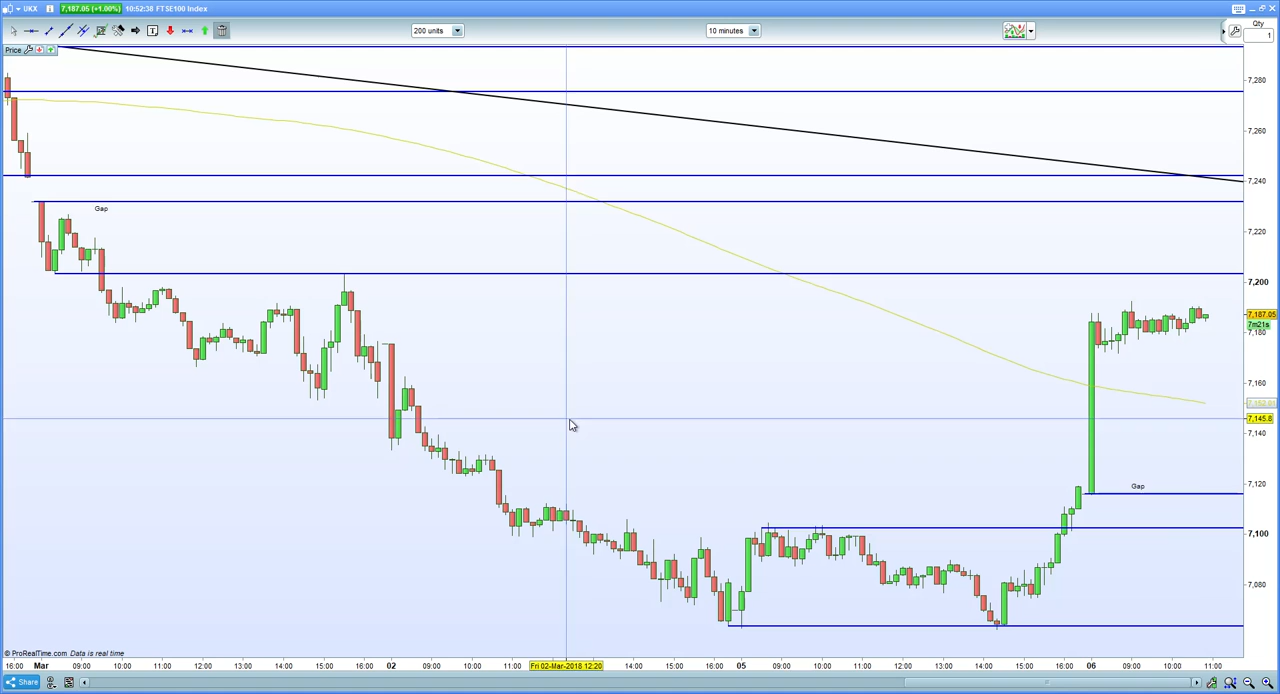 UKX 7,187.05 (+1.00%) 10:52:38 FTSE100 Index
200 units 10 minutes Qty
1
Price
7,280
7,260
7,240
Gap
7,220
7,200
7,187.05
7m21s
7,180
7,160
7,152.01
7,145.8
7,140
Gap
7,120
7,100
7,080
© ProRealTime.com Data is real time
16:00 Mar 09:00 10:00 11:00 12:00 13:00 14:00 15:00 16:00 02 09:00 10:00 11:00 Fri 02-Mar-2018 12:20 14:00 15:00 16:00 05 09:00 10:00 11:00 12:00 13:00 14:00 15:00 16:00 06 09:00 10:00 11:00
Share